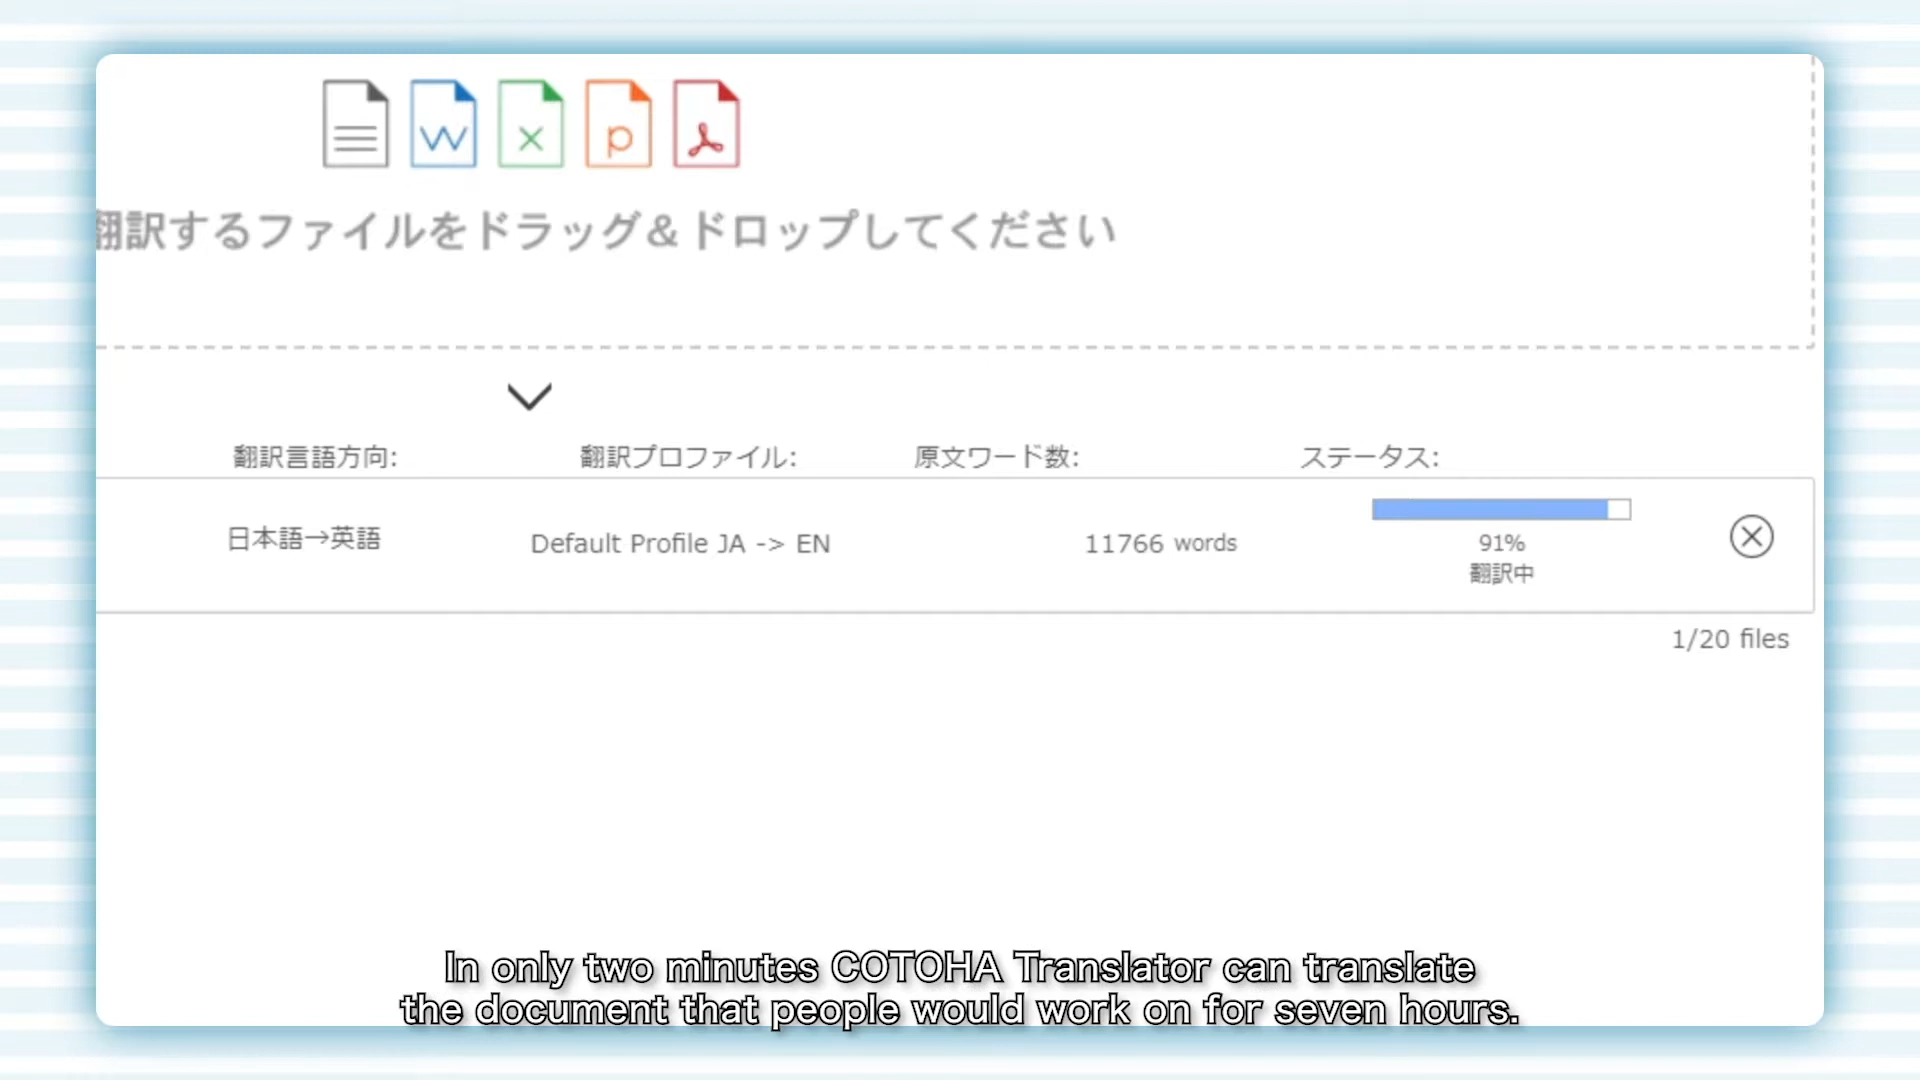 翻訳するファイルをドラッグ＆ドロップしてください
翻訳言語方向: 翻訳プロファイル: 原文ワード数: ステータス:
日本語→英語 Default Profile JA -> EN 11766 words 91%
翻訳中
1/20 files
In only two minutes COTOHA Translator can translate
the document that people would work on for seven hours.